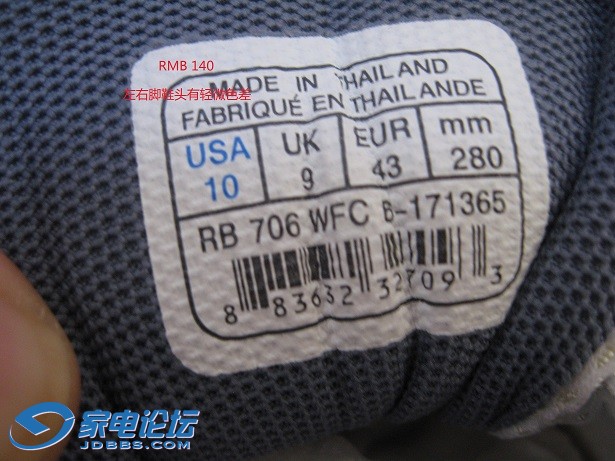 RMB 140
左右脚鞋头有轻微色差
MADE IN THAILAND
FABRIQUÉ EN THAILANDE
USA UK EUR mm
10 9 43 280
RB 706 WFC 6-171365
8 83632 32709 3
家电论坛
JDBBS.COM